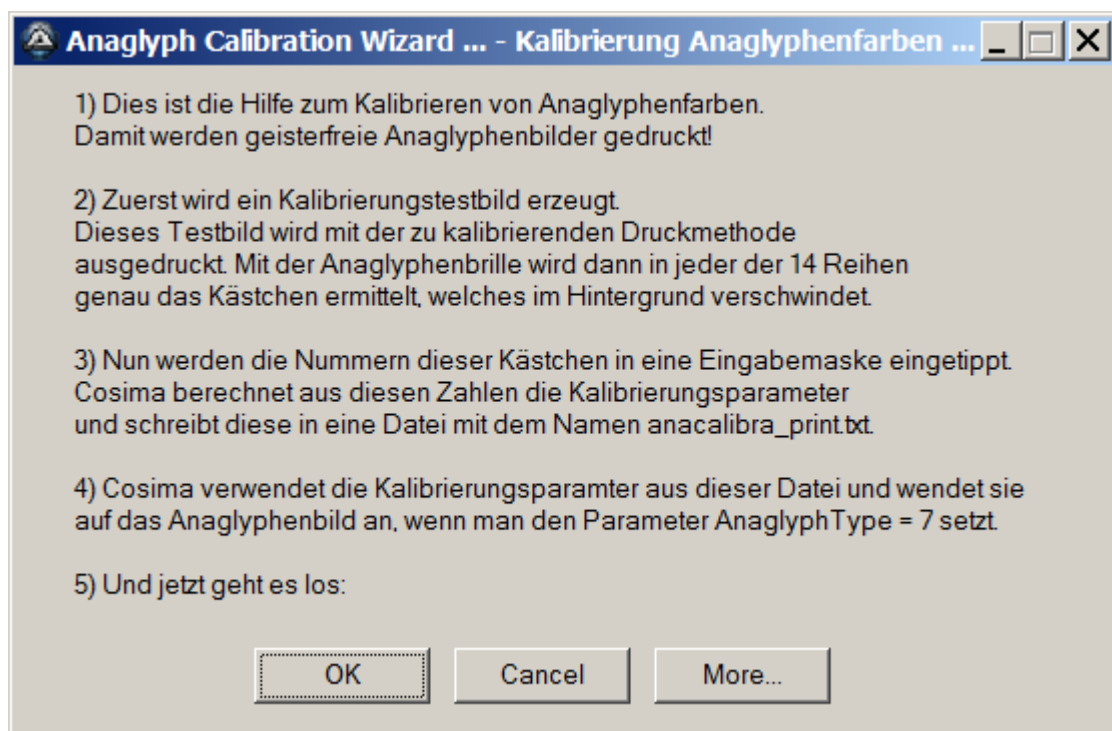 Anaglyph Calibration Wizard ... - Kalibrierung Anaglyphenfarben ...
1) Dies ist die Hilfe zum Kalibrieren von Anaglyphenfarben.
Damit werden geisterfreie Anaglyphenbilder gedruckt!
2) Zuerst wird ein Kalibrierungstestbild erzeugt.
Dieses Testbild wird mit der zu kalibrierenden Druckmethode
ausgedruckt. Mit der Anaglyphenbrille wird dann in jeder der 14 Reihen
genau das Kästchen ermittelt, welches im Hintergrund verschwindet.
3) Nun werden die Nummern dieser Kästchen in eine Eingabemaske eingetippt.
Cosima berechnet aus diesen Zahlen die Kalibrierungsparameter
und schreibt diese in eine Datei mit dem Namen anacalibra_print.txt.
4) Cosima verwendet die Kalibrierungsparamter aus dieser Datei und wendet sie
auf das Anaglyphenbild an, wenn man den Parameter AnaglyphType = 7 setzt.
5) Und jetzt geht es los:
OK Cancel More...